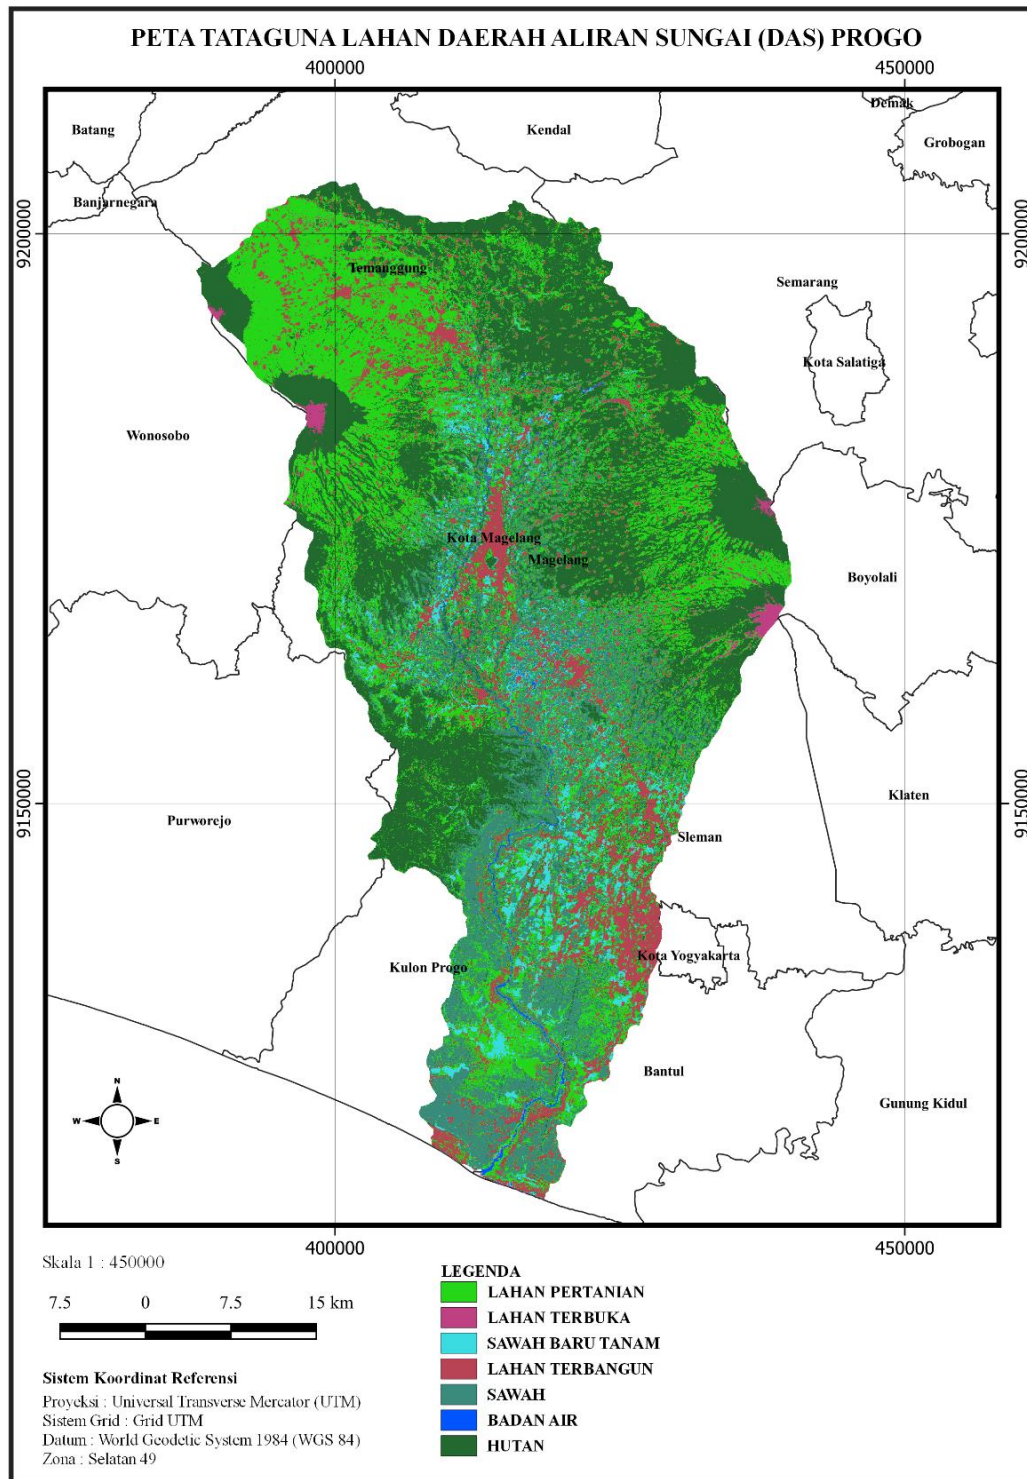 PETA TATAGUNA LAHAN DAERAH ALIRAN SUNGAI (DAS) PROGO
400000 450000
Demak
Batang Kendal
Grobogan
Banjarnegara
9200000 9200000
Temanggung
Semarang
Kota Salatiga
Wonosobo
Kota Magelang
Magelang
Boyolali
9150000 9150000
Klaten
Purworejo
Sleman
Kota Yogyakarta
Kulon Progo
Bantul
Gunung Kidul
N
W E
S
400000 450000
Skala 1 : 450000
7.5 0 7.5 15 km
Sistem Koordinat Referensi
Proyeksi : Universal Transverse Mercator (UTM)
Sistem Grid : Grid UTM
Datum : World Geodetic System 1984 (WGS 84)
Zona : Selatan 49
LEGENDA
LAHAN PERTANIAN
LAHAN TERBUKA
SAWAH BARU TANAM
LAHAN TERBANGUN
SAWAH
BADAN AIR
HUTAN